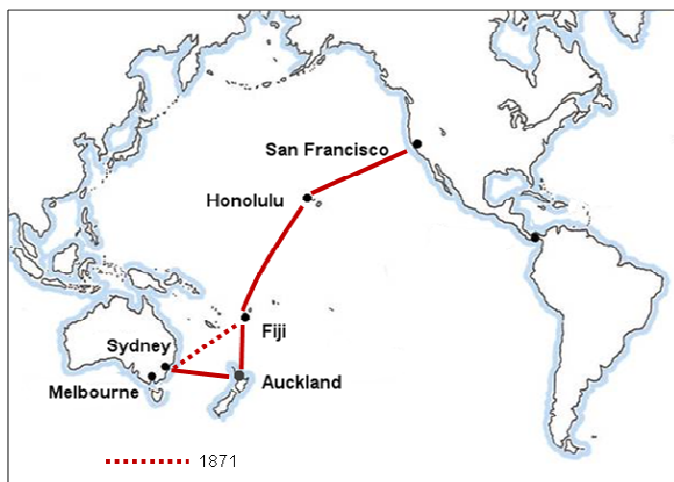 San Francisco
Honolulu
Fiji
Sydney
Auckland
Melbourne
1871